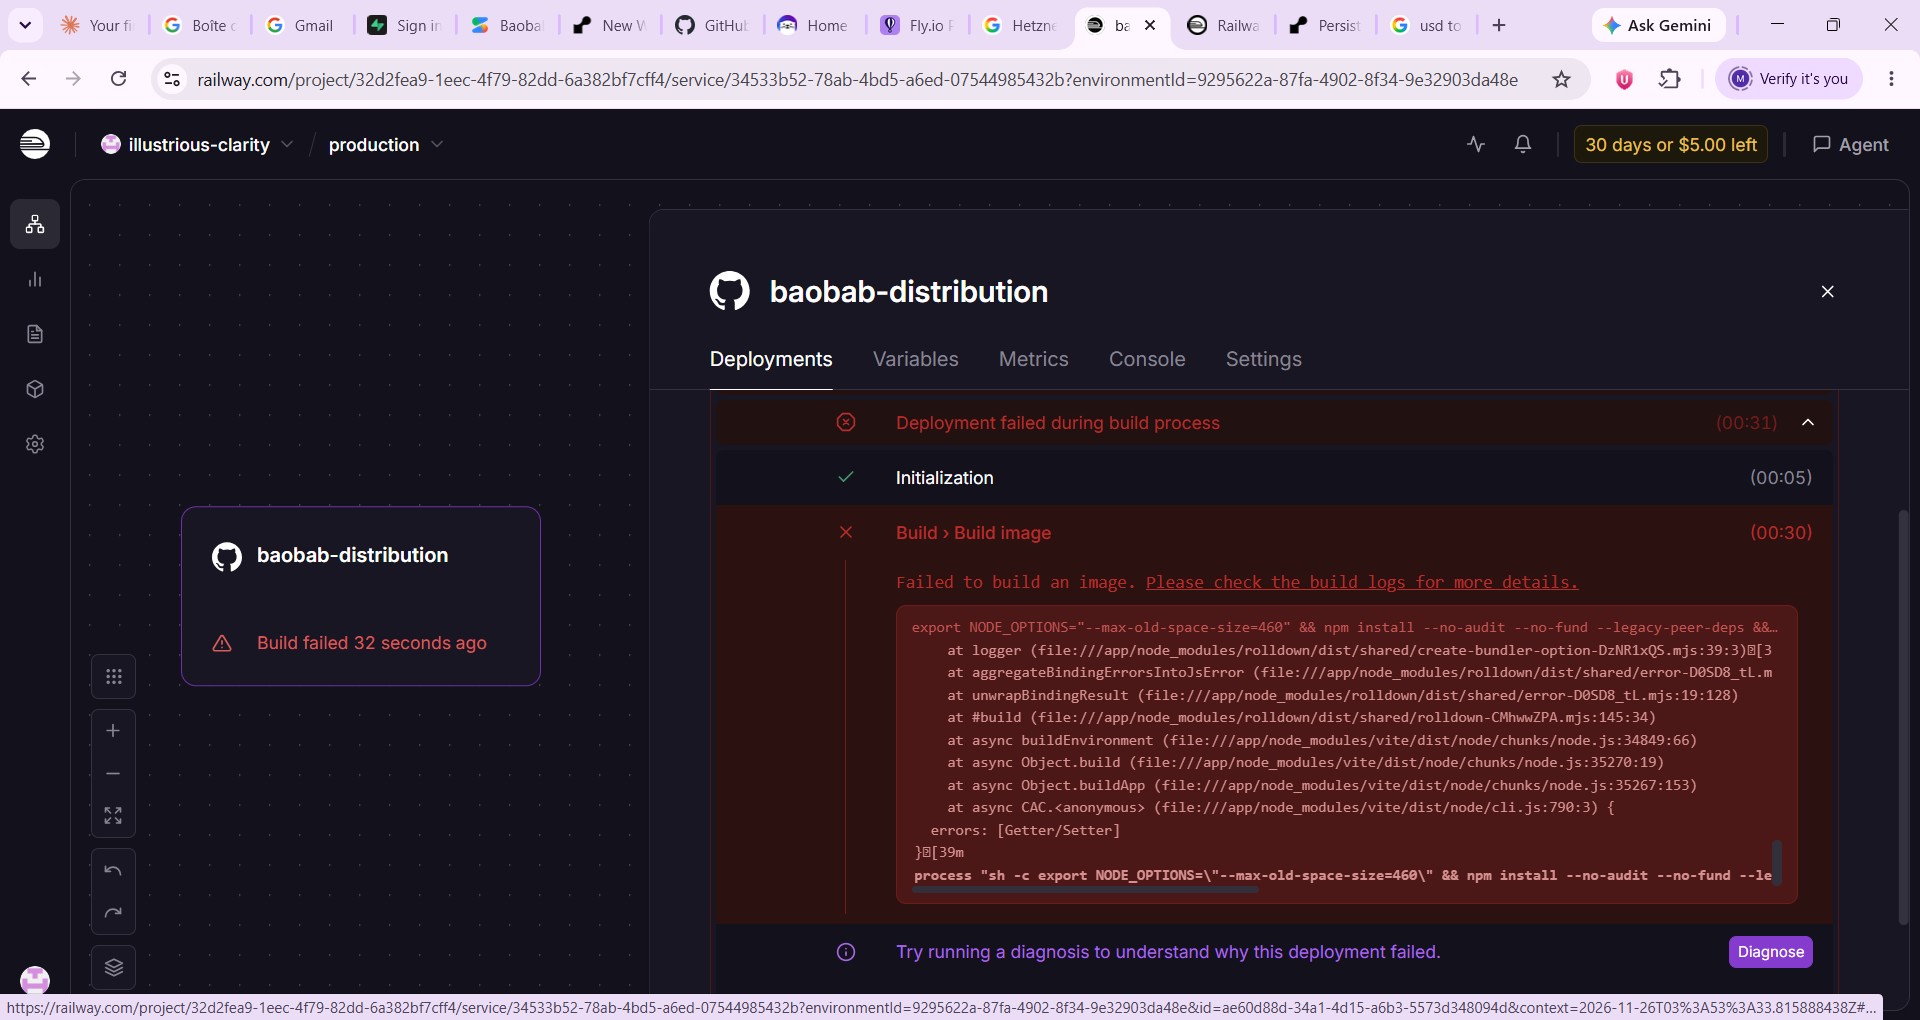 Your fi
Boîte c
Gmail
Sign in
Baobal
New W
GitHub
Home
Fly.io P
Hetzne
ba
Railwa
Persist
usd to
Ask Gemini
railway.com/project/32d2fea9-1eec-4f79-82dd-6a382bf7cff4/service/34533b52-78ab-4bd5-a6ed-07544985432b?environmentId=9295622a-87fa-4902-8f34-9e32903da48e
M
Verify it's you
illustrious-clarity
/
production
30 days or $5.00 left
Agent
baobab-distribution
Deployments
Variables
Metrics
Console
Settings
Deployment failed during build process
(00:31)
Initialization
(00:05)
Build › Build image
(00:30)
Failed to build an image. Please check the build logs for more details.
export NODE_OPTIONS="--max-old-space-size=460" && npm install --no-audit --no-fund --legacy-peer-deps &&…
at logger (file:///app/node_modules/rolldown/dist/shared/create-bundler-option-DzNR1xQS.mjs:39:3)[3
at aggregateBindingErrorsIntoJsError (file:///app/node_modules/rolldown/dist/shared/error-D0SD8_tL.m
at unwrapBindingResult (file:///app/node_modules/rolldown/dist/shared/error-D0SD8_tL.mjs:19:128)
at #build (file:///app/node_modules/rolldown/dist/shared/rolldown-CMhwwZPA.mjs:145:34)
at async buildEnvironment (file:///app/node_modules/vite/dist/node/chunks/node.js:34849:66)
at async Object.build (file:///app/node_modules/vite/dist/node/chunks/node.js:35270:19)
at async Object.buildApp (file:///app/node_modules/vite/dist/node/chunks/node.js:35267:153)
at async CAC.<anonymous> (file:///app/node_modules/vite/dist/node/cli.js:790:3) {
errors: [Getter/Setter]
}[39m
process "sh -c export NODE_OPTIONS=\"--max-old-space-size=460\" && npm install --no-audit --no-fund --le
Try running a diagnosis to understand why this deployment failed.
Diagnose
baobab-distribution
Build failed 32 seconds ago
https://railway.com/project/32d2fea9-1eec-4f79-82dd-6a382bf7cff4/service/34533b52-78ab-4bd5-a6ed-07544985432b?environmentId=9295622a-87fa-4902-8f34-9e32903da48e&id=ae60d88d-34a1-4d15-a6b3-5573d348094d&context=2026-11-26T03%3A53%3A33.815888438Z#...